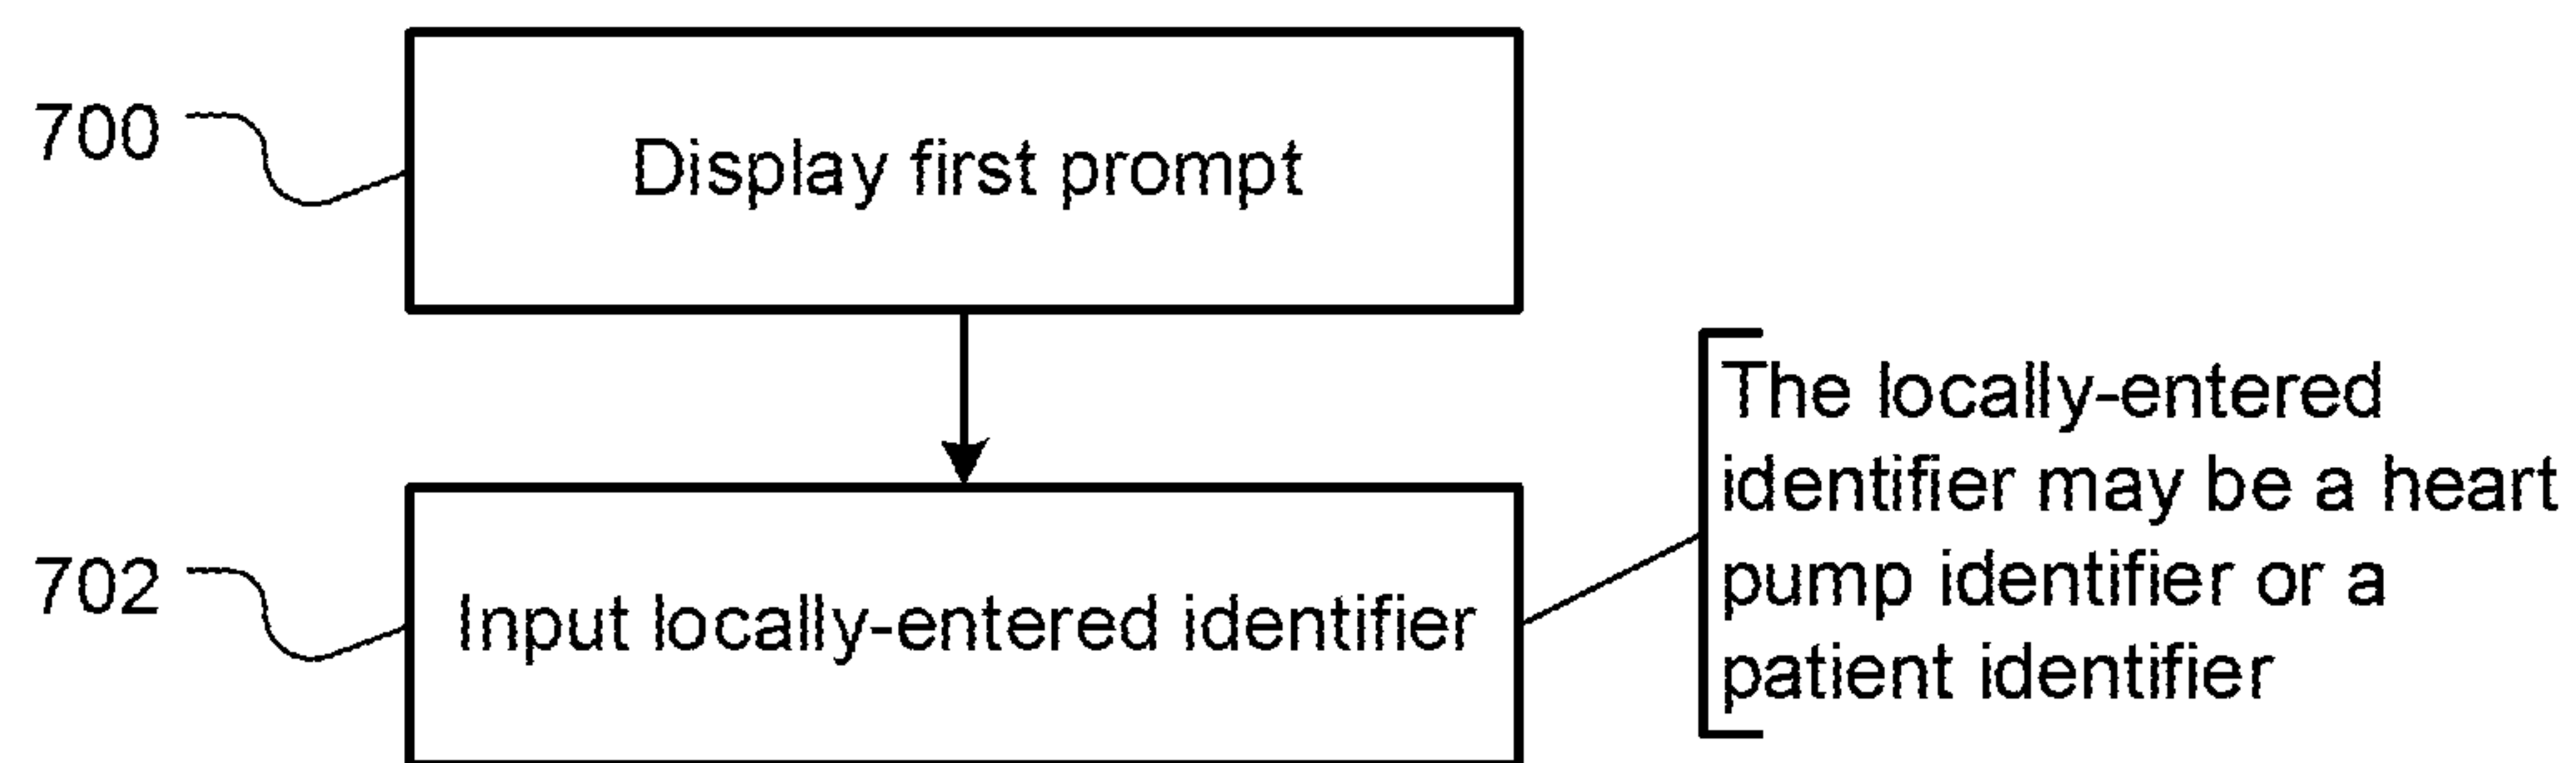 700
Display first prompt
702
Input locally-entered identifier
The locally-entered
identifier may be a heart
pump identifier or a
patient identifier